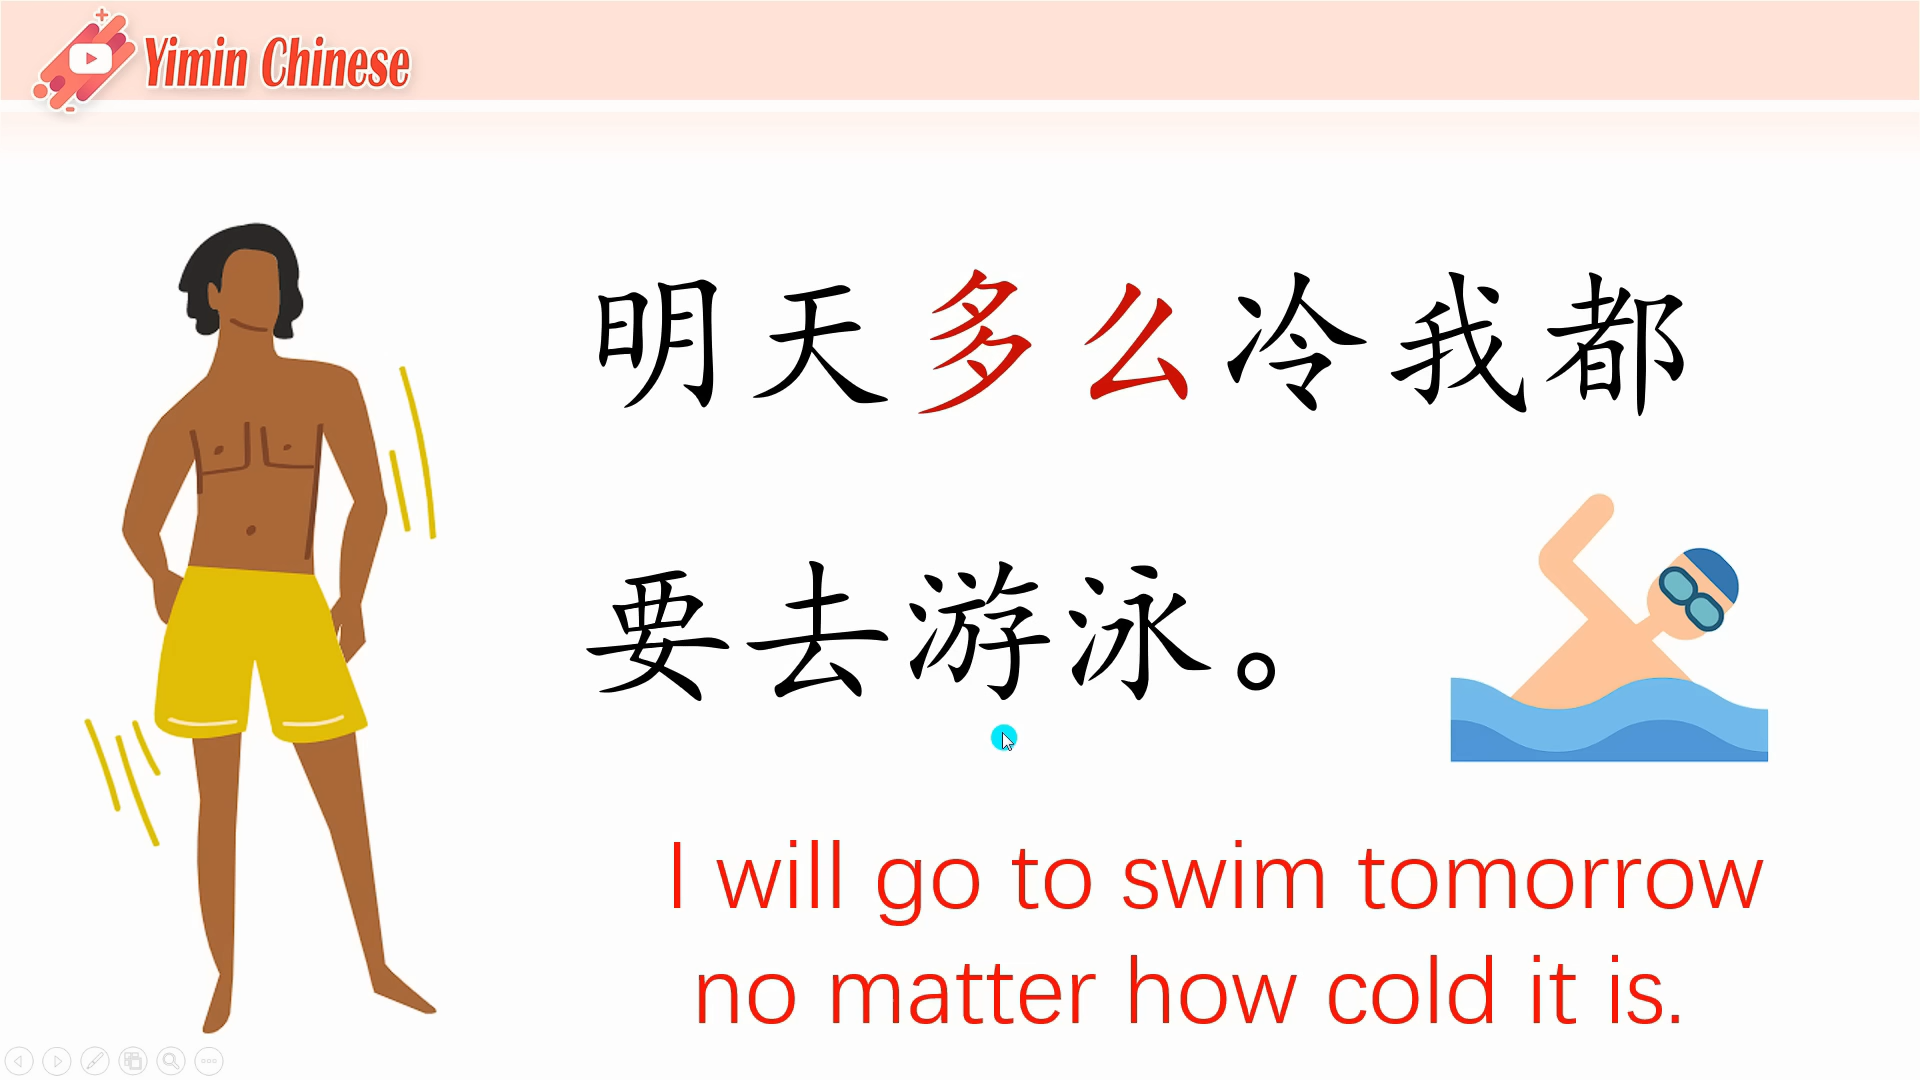 Yimin Chinese
明天多么冷我都
要去游泳。
I will go to swim tomorrow
no matter how cold it is.